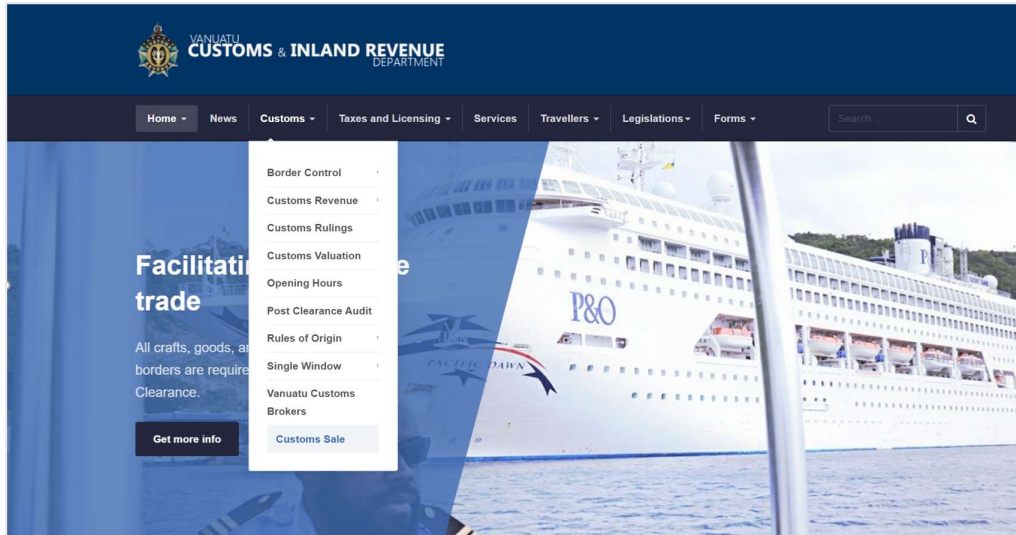 VANUATU
CUSTOMS & INLAND REVENUE
DEPARTMENT
Home News Customs Taxes and Licensing Services Travellers Legislations Forms Search ...
Border Control
Customs Revenue
Customs Rulings
Customs Valuation
Opening Hours
Post Clearance Audit
Rules of Origin
Single Window
Vanuatu Customs
Brokers
Customs Sale
trade
All crafts, goods,
borders are
Clearance.
Get more info
P&O
PACIFIC DAWN